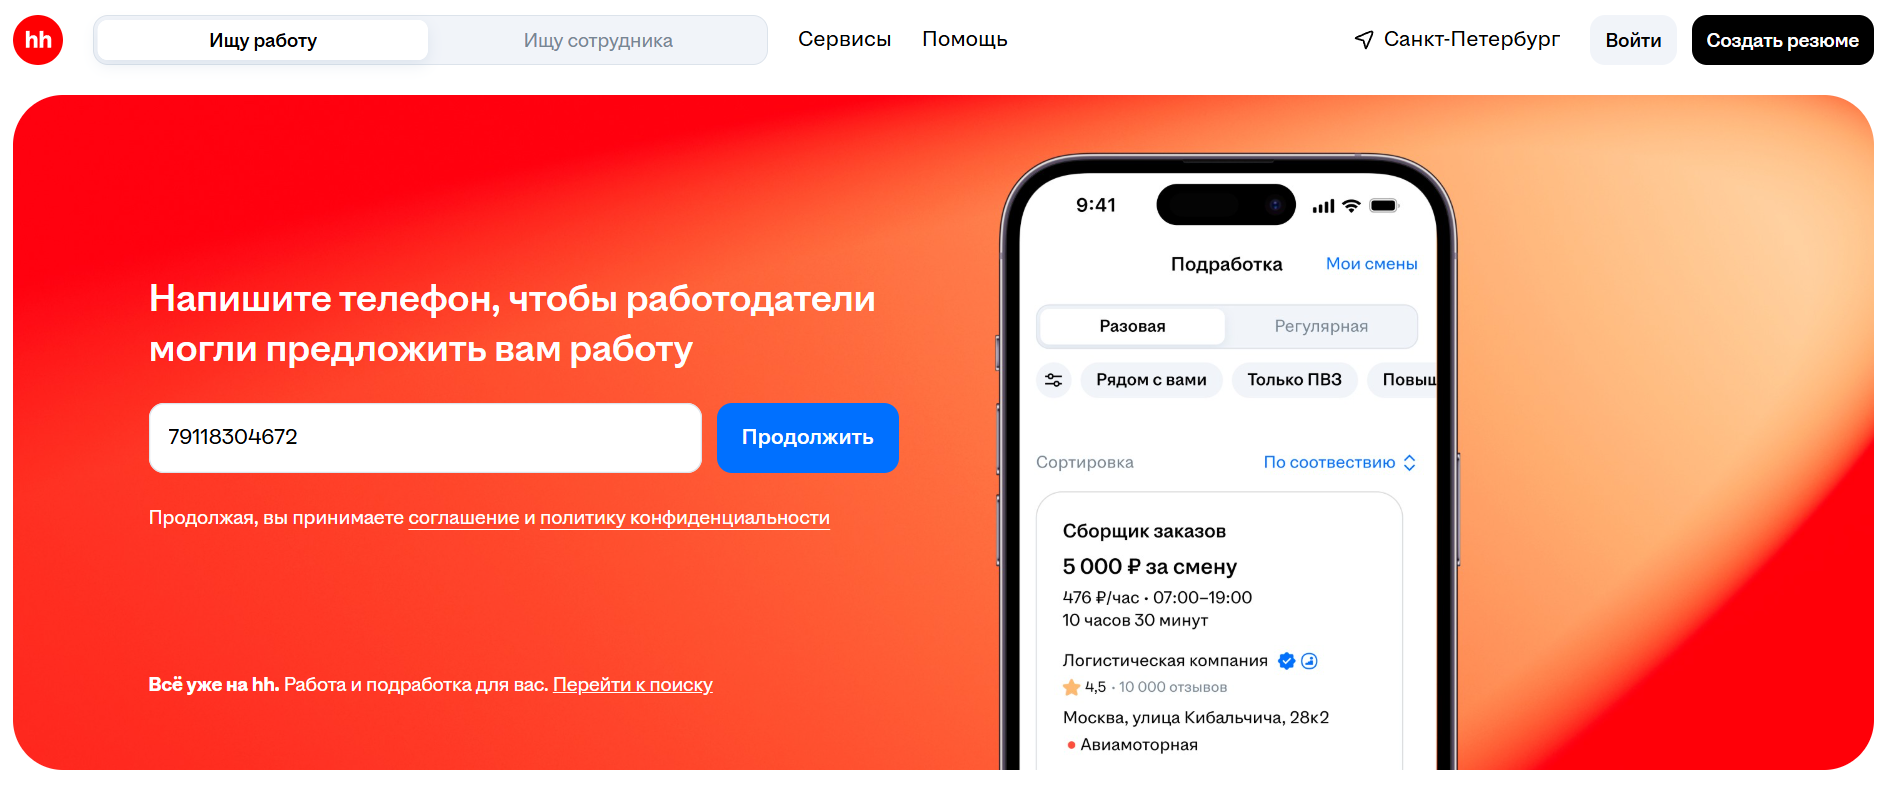 hh
Ищу работу
Ищу сотрудника
Сервисы
Помощь
Санкт-Петербург
Войти
Создать резюме
Напишите телефон, чтобы работодатели
могли предложить вам работу
79118304672
Продолжить
Продолжая, вы принимаете соглашение и политику конфиденциальности
Всё уже на hh. Работа и подработка для вас. Перейти к поиску
9:41
Подработка
Мои смены
Разовая
Регулярная
Рядом с вами
Только ПВЗ
Повыш
Сортировка
По соотвествию
Сборщик заказов
5 000 ₽ за смену
476 ₽/час • 07:00–19:00
10 часов 30 минут
Логистическая компания
4,5 • 10 000 отзывов
Москва, улица Кибальчича, 28к2
Авиамоторная